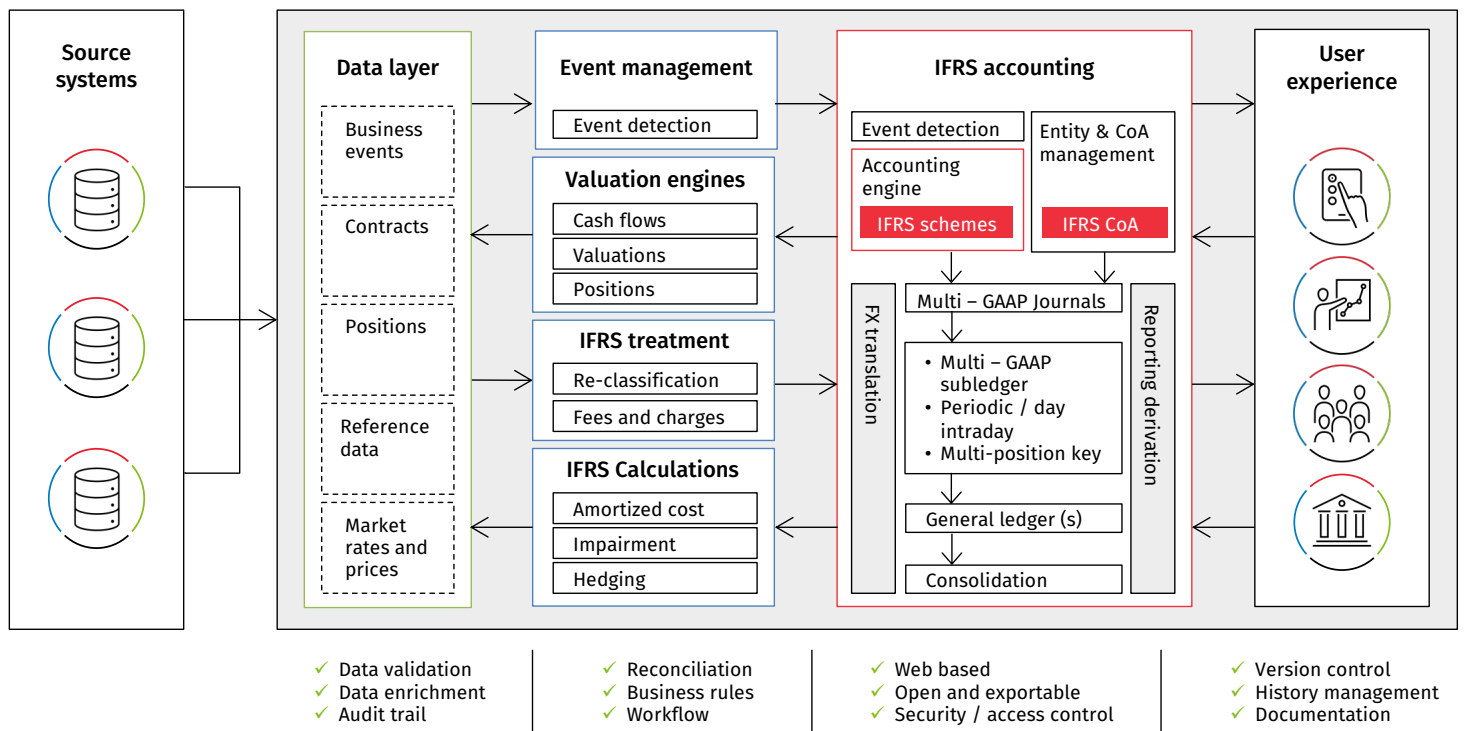 Source
systems
Data layer
Business
events
Contracts
Positions
Reference
data
Market
rates and
prices
Event management
Event detection
Valuation engines
Cash flows
Valuations
Positions
IFRS treatment
Re-classification
Fees and charges
IFRS Calculations
Amortized cost
Impairment
Hedging
IFRS accounting
Event detection
Accounting
engine
IFRS schemes
Entity & CoA
management
IFRS CoA
FX translation
Multi – GAAP Journals
• Multi – GAAP
subledger
• Periodic / day
intraday
• Multi-position key
General ledger (s)
Consolidation
Reporting derivation
User
experience
✓ Data validation
✓ Data enrichment
✓ Audit trail
✓ Reconciliation
✓ Business rules
✓ Workflow
✓ Web based
✓ Open and exportable
✓ Security / access control
✓ Version control
✓ History management
✓ Documentation